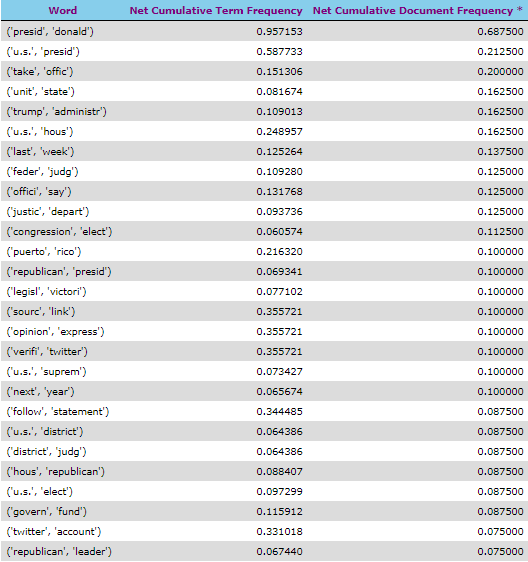 Word Net Cumulative Term Frequency Net Cumulative Document Frequency *
('presid', 'donald') 0.957153 0.687500
('u.s.', 'presid') 0.587733 0.212500
('take', 'offic') 0.151306 0.200000
('unit', 'state') 0.081674 0.162500
('trump', 'administr') 0.109013 0.162500
('u.s.', 'hous') 0.248957 0.162500
('last', 'week') 0.125264 0.137500
('feder', 'judg') 0.109280 0.125000
('offici', 'say') 0.131768 0.125000
('justic', 'depart') 0.093736 0.125000
('congression', 'elect') 0.060574 0.112500
('puerto', 'rico') 0.216320 0.100000
('republican', 'presid') 0.069341 0.100000
('legisl', 'victori') 0.077102 0.100000
('sourc', 'link') 0.355721 0.100000
('opinion', 'express') 0.355721 0.100000
('verifi', 'twitter') 0.355721 0.100000
('u.s.', 'suprem') 0.073427 0.100000
('next', 'year') 0.065674 0.100000
('follow', 'statement') 0.344485 0.087500
('u.s.', 'district') 0.064386 0.087500
('district', 'judg') 0.064386 0.087500
('hous', 'republican') 0.088407 0.087500
('u.s.', 'elect') 0.097299 0.087500
('govern', 'fund') 0.115912 0.087500
('twitter', 'account') 0.331018 0.075000
('republican', 'leader') 0.067440 0.075000